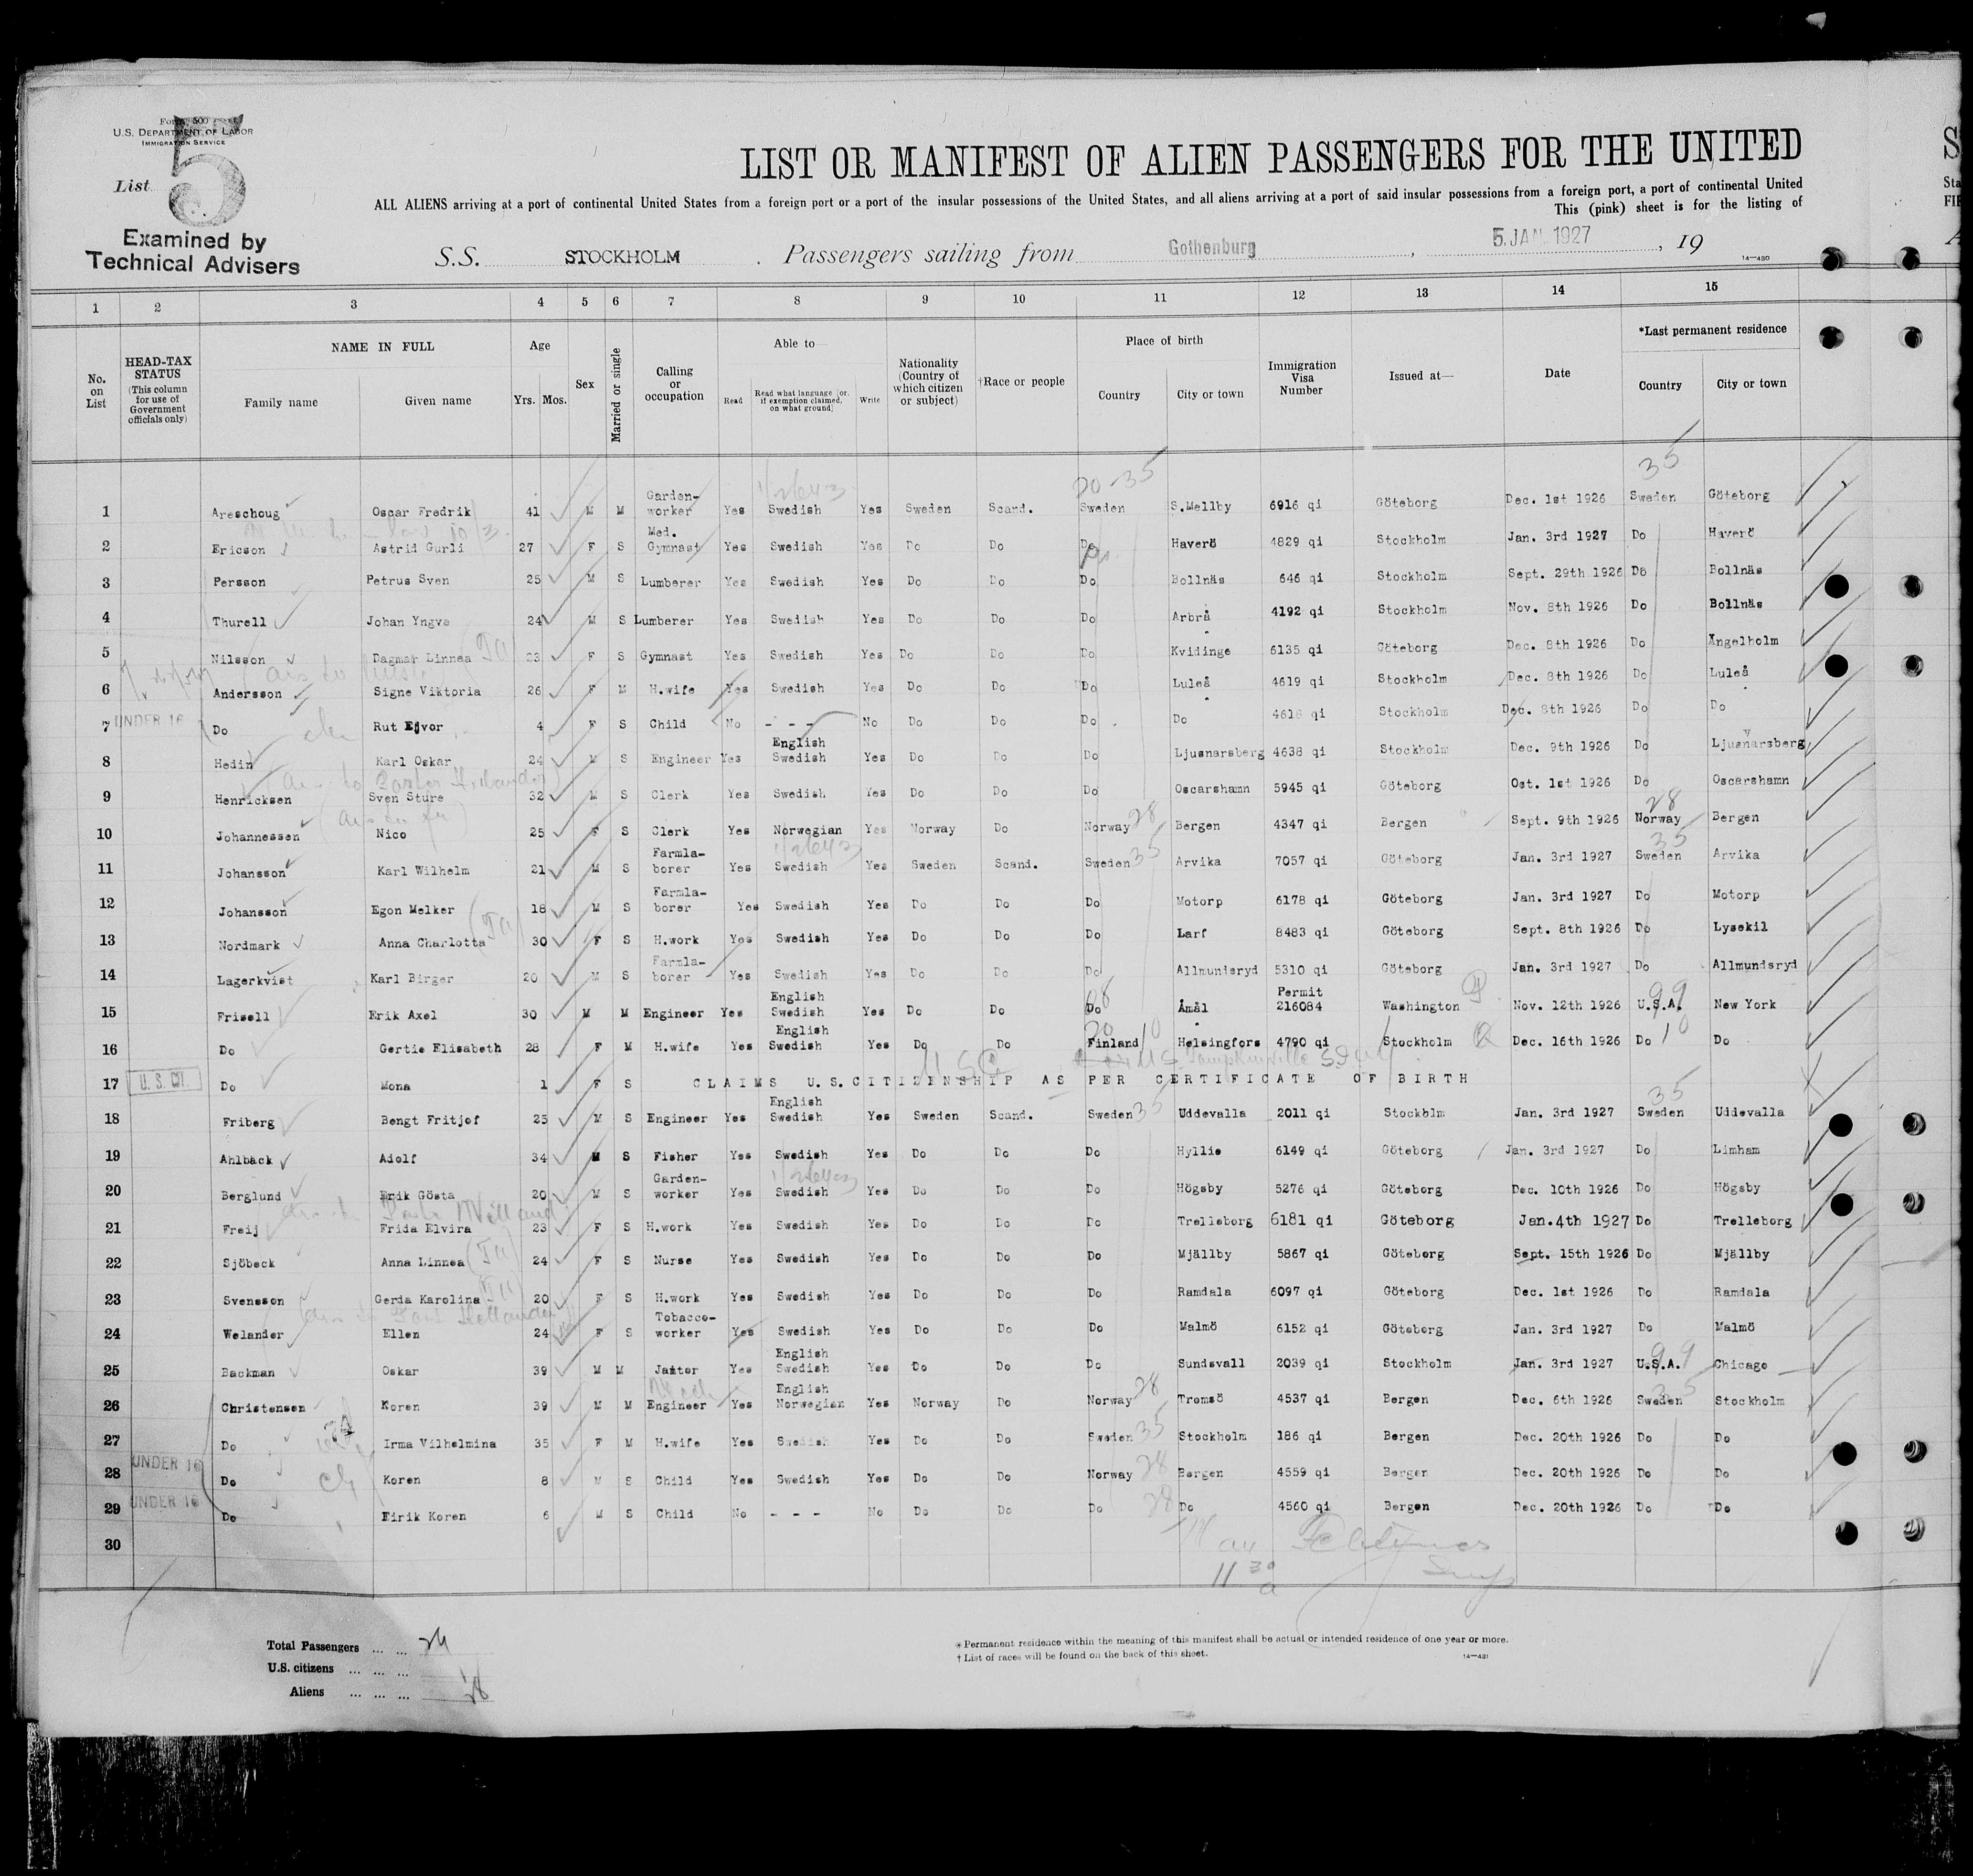 Form 500
U.S. DEPARTMENT OF LABOR
IMMIGRATION SERVICE
List 5
Examined by
Technical Advisers
LIST OR MANIFEST OF ALIEN PASSENGERS FOR THE UNITED
ALL ALIENS arriving at a port of continental United States from a foreign port or a port of the insular possessions of the United States, and all aliens arriving at a port of said insular possessions from a foreign port, a port of continental United
This (pink) sheet is for the listing of
S.S. STOCKHOLM . Passengers sailing from Gothenburg , 5. JAN. 1927 , 19
14—480
1 2 3 4 5 6 7 8 9 10 11 12 13 14 15
No. on List
HEAD-TAX STATUS (This column for use of Government officials only)
NAME IN FULL
Family name Given name
Age
Yrs. Mos.
Sex
Married or single
Calling or occupation
Able to—
Read Read what language (or, if exemption claimed, on what ground) Write
Nationality (Country of which citizen or subject)
†Race or people
Place of birth
Country City or town
Immigration Visa Number
Issued at—
Date
*Last permanent residence
Country City or town
20-35 35
1 Areschoug Oscar Fredrik 41 M M Garden-worker Yes Swedish Yes Sweden Scand. Sweden S.Mellby 6916 qi Göteborg Dec. 1st 1926 Sweden Göteborg
2 Ericson Astrid Gurli 27 F S Med. Gymnast Yes Swedish Yes Do Do Do Haverö 4829 qi Stockholm Jan. 3rd 1927 Do Haverö
3 Persson Petrus Sven 25 M S Lumberer Yes Swedish Yes Do Do Do Bollnäs 646 qi Stockholm Sept. 29th 1926 Do Bollnäs
4 Thurell Johan Yngve 24 M S Lumberer Yes Swedish Yes Do Do Do Arbrå 4192 qi Stockholm Nov. 8th 1926 Do Bollnäs
5 Nilsson Dagmar Linnea 23 F S Gymnast Yes Swedish Yes Do Do Do Kvidinge 6135 qi Göteborg Dec. 8th 1926 Do Ängelholm
6 Andersson Signe Viktoria 26 F M H.wife Yes Swedish Yes Do Do Do Luleå 4619 qi Stockholm Dec. 8th 1926 Do Luleå
7 UNDER 16 Do Rut Ejvor 4 F S Child No - - - No Do Do Do Do 4618 qi Stockholm Dec. 8th 1926 Do Do
8 Hedin Karl Oskar 24 M S Engineer Yes English Swedish Yes Do Do Do Ljusnarsberg 4638 qi Stockholm Dec. 9th 1926 Do Ljusnarsberg
9 Henricksen Sven Sture 32 M S Clerk Yes Swedish Yes Do Do Do Oscarshamn 5945 qi Göteborg Ost. 1st 1926 Do Oscarshamn
10 Johannessen Nico 25 F S Clerk Yes Norwegian Yes Norway Do Norway 28 Bergen 4347 qi Bergen Sept. 9th 1926 Norway 28 Bergen
11 Johansson Karl Wilhelm 21 M S Farmla-borer Yes Swedish Yes Sweden Scand. Sweden 35 Arvika 7057 qi Göteborg Jan. 3rd 1927 Sweden 35 Arvika
12 Johansson Egon Melker 18 M S Farmla-borer Yes Swedish Yes Do Do Do Motorp 6178 qi Göteborg Jan. 3rd 1927 Do Motorp
13 Nordmark Anna Charlotta 30 F S H.work Yes Swedish Yes Do Do Do Larf 8483 qi Göteborg Sept. 8th 1926 Do Lysekil
14 Lagerkvist Karl Birger 20 M S Farmla-borer Yes Swedish Yes Do Do Do Allmundsryd 5310 qi Göteborg Jan. 3rd 1927 Do Allmundsryd
15 Frisell Erik Axel 30 M M Engineer Yes English Swedish Yes Do Do Do Åmål Permit 216084 Washington Nov. 12th 1926 U.S.A. 99 New York
16 Do Gertie Elisabeth 28 F M H.wife Yes English Swedish Yes Do Do Finland 10 Helsingfors 4790 qi Stockholm Dec. 16th 1926 Do Do
17 U.S. CIT. Do Mona 1 F S CLAIMS U.S.CITIZENSHIP AS PER CERTIFICATE OF BIRTH
18 Friberg Bengt Fritjof 25 M S Engineer Yes English Swedish Yes Sweden Scand. Sweden 35 Uddevalla 2011 qi Stockhlm Jan. 3rd 1927 Sweden 35 Uddevalla
19 Ahlbäck Adolf 34 M S Fisher Yes Swedish Yes Do Do Do Hyllie 6149 qi Göteborg Jan. 3rd 1927 Do Limham
20 Berglund Erik Gösta 20 M S Garden-worker Yes Swedish Yes Do Do Do Högsby 5276 qi Göteborg Dec. 10th 1926 Do Högsby
21 Freij Frida Elvira 23 F S H.work Yes Swedish Yes Do Do Do Trelleborg 6181 qi Göteborg Jan.4th 1927 Do Trelleborg
22 Sjöbeck Anna Linnea 24 F S Nurse Yes Swedish Yes Do Do Do Mjällby 5867 qi Göteborg Sept. 15th 1926 Do Mjällby
23 Svensson Gerda Karolina 20 F S H.work Yes Swedish Yes Do Do Do Ramdala 6097 qi Göteborg Dec. 1st 1926 Do Ramdala
24 Welander Ellen 24 F S Tobacco-worker Yes Swedish Yes Do Do Do Malmö 6152 qi Göteborg Jan. 3rd 1927 Do Malmö
25 Backman Oskar 39 M M Janitor Yes English Swedish Yes Do Do Do Sundsvall 2039 qi Stockholm Jan. 3rd 1927 U.S.A. 99 Chicago
26 Christensen Koren 39 M M Engineer Yes English Norwegian Yes Norway Do Norway 28 Tromsö 4537 qi Bergen Dec. 6th 1926 Sweden 35 Stockholm
27 Do Irma Vilhelmina 35 F M H.wife Yes Swedish Yes Do Do Sweden 35 Stockholm 186 qi Bergen Dec. 20th 1926 Do Do
28 UNDER 16 Do Koren 8 M S Child Yes Swedish Yes Do Do Norway 28 Bergen 4559 qi Bergen Dec. 20th 1926 Do Do
29 UNDER 16 Do Eirik Koren 6 M S Child No - - - No Do Do Do 28 Do 4560 qi Bergen Dec. 20th 1926 Do Do
30
11 30 a
Total Passengers ... ... 29
U.S. citizens ... ... ...
Aliens ... ... ... 28
* Permanent residence within the meaning of this manifest shall be actual or intended residence of one year or more.
† List of races will be found on the back of this sheet.
14—481